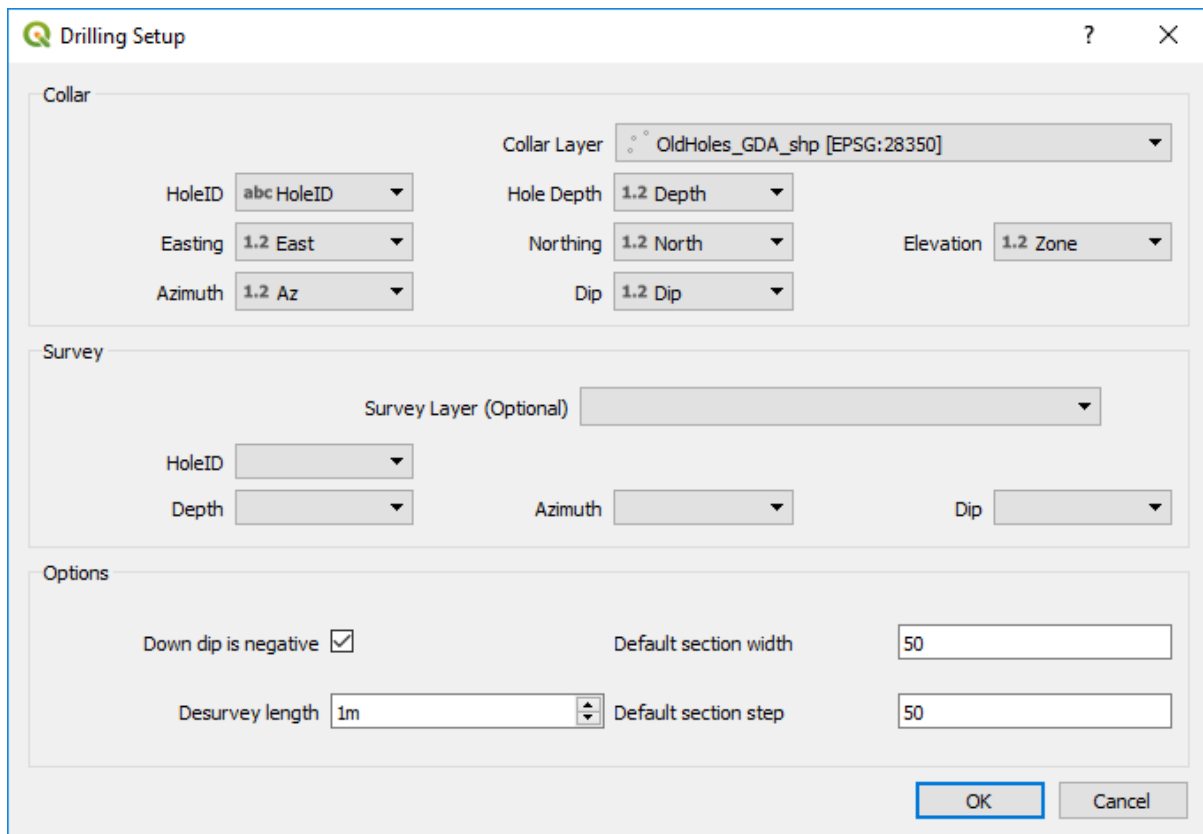 Drilling Setup
Collar
Collar Layer OldHoles_GDA_shp [EPSG:28350]
HoleID abc HoleID Hole Depth 1.2 Depth
Easting 1.2 East Northing 1.2 North Elevation 1.2 Zone
Azimuth 1.2 Az Dip 1.2 Dip
Survey
Survey Layer (Optional)
HoleID
Depth Azimuth Dip
Options
Down dip is negative Default section width 50
Desurvey length 1m Default section step 50
OK Cancel